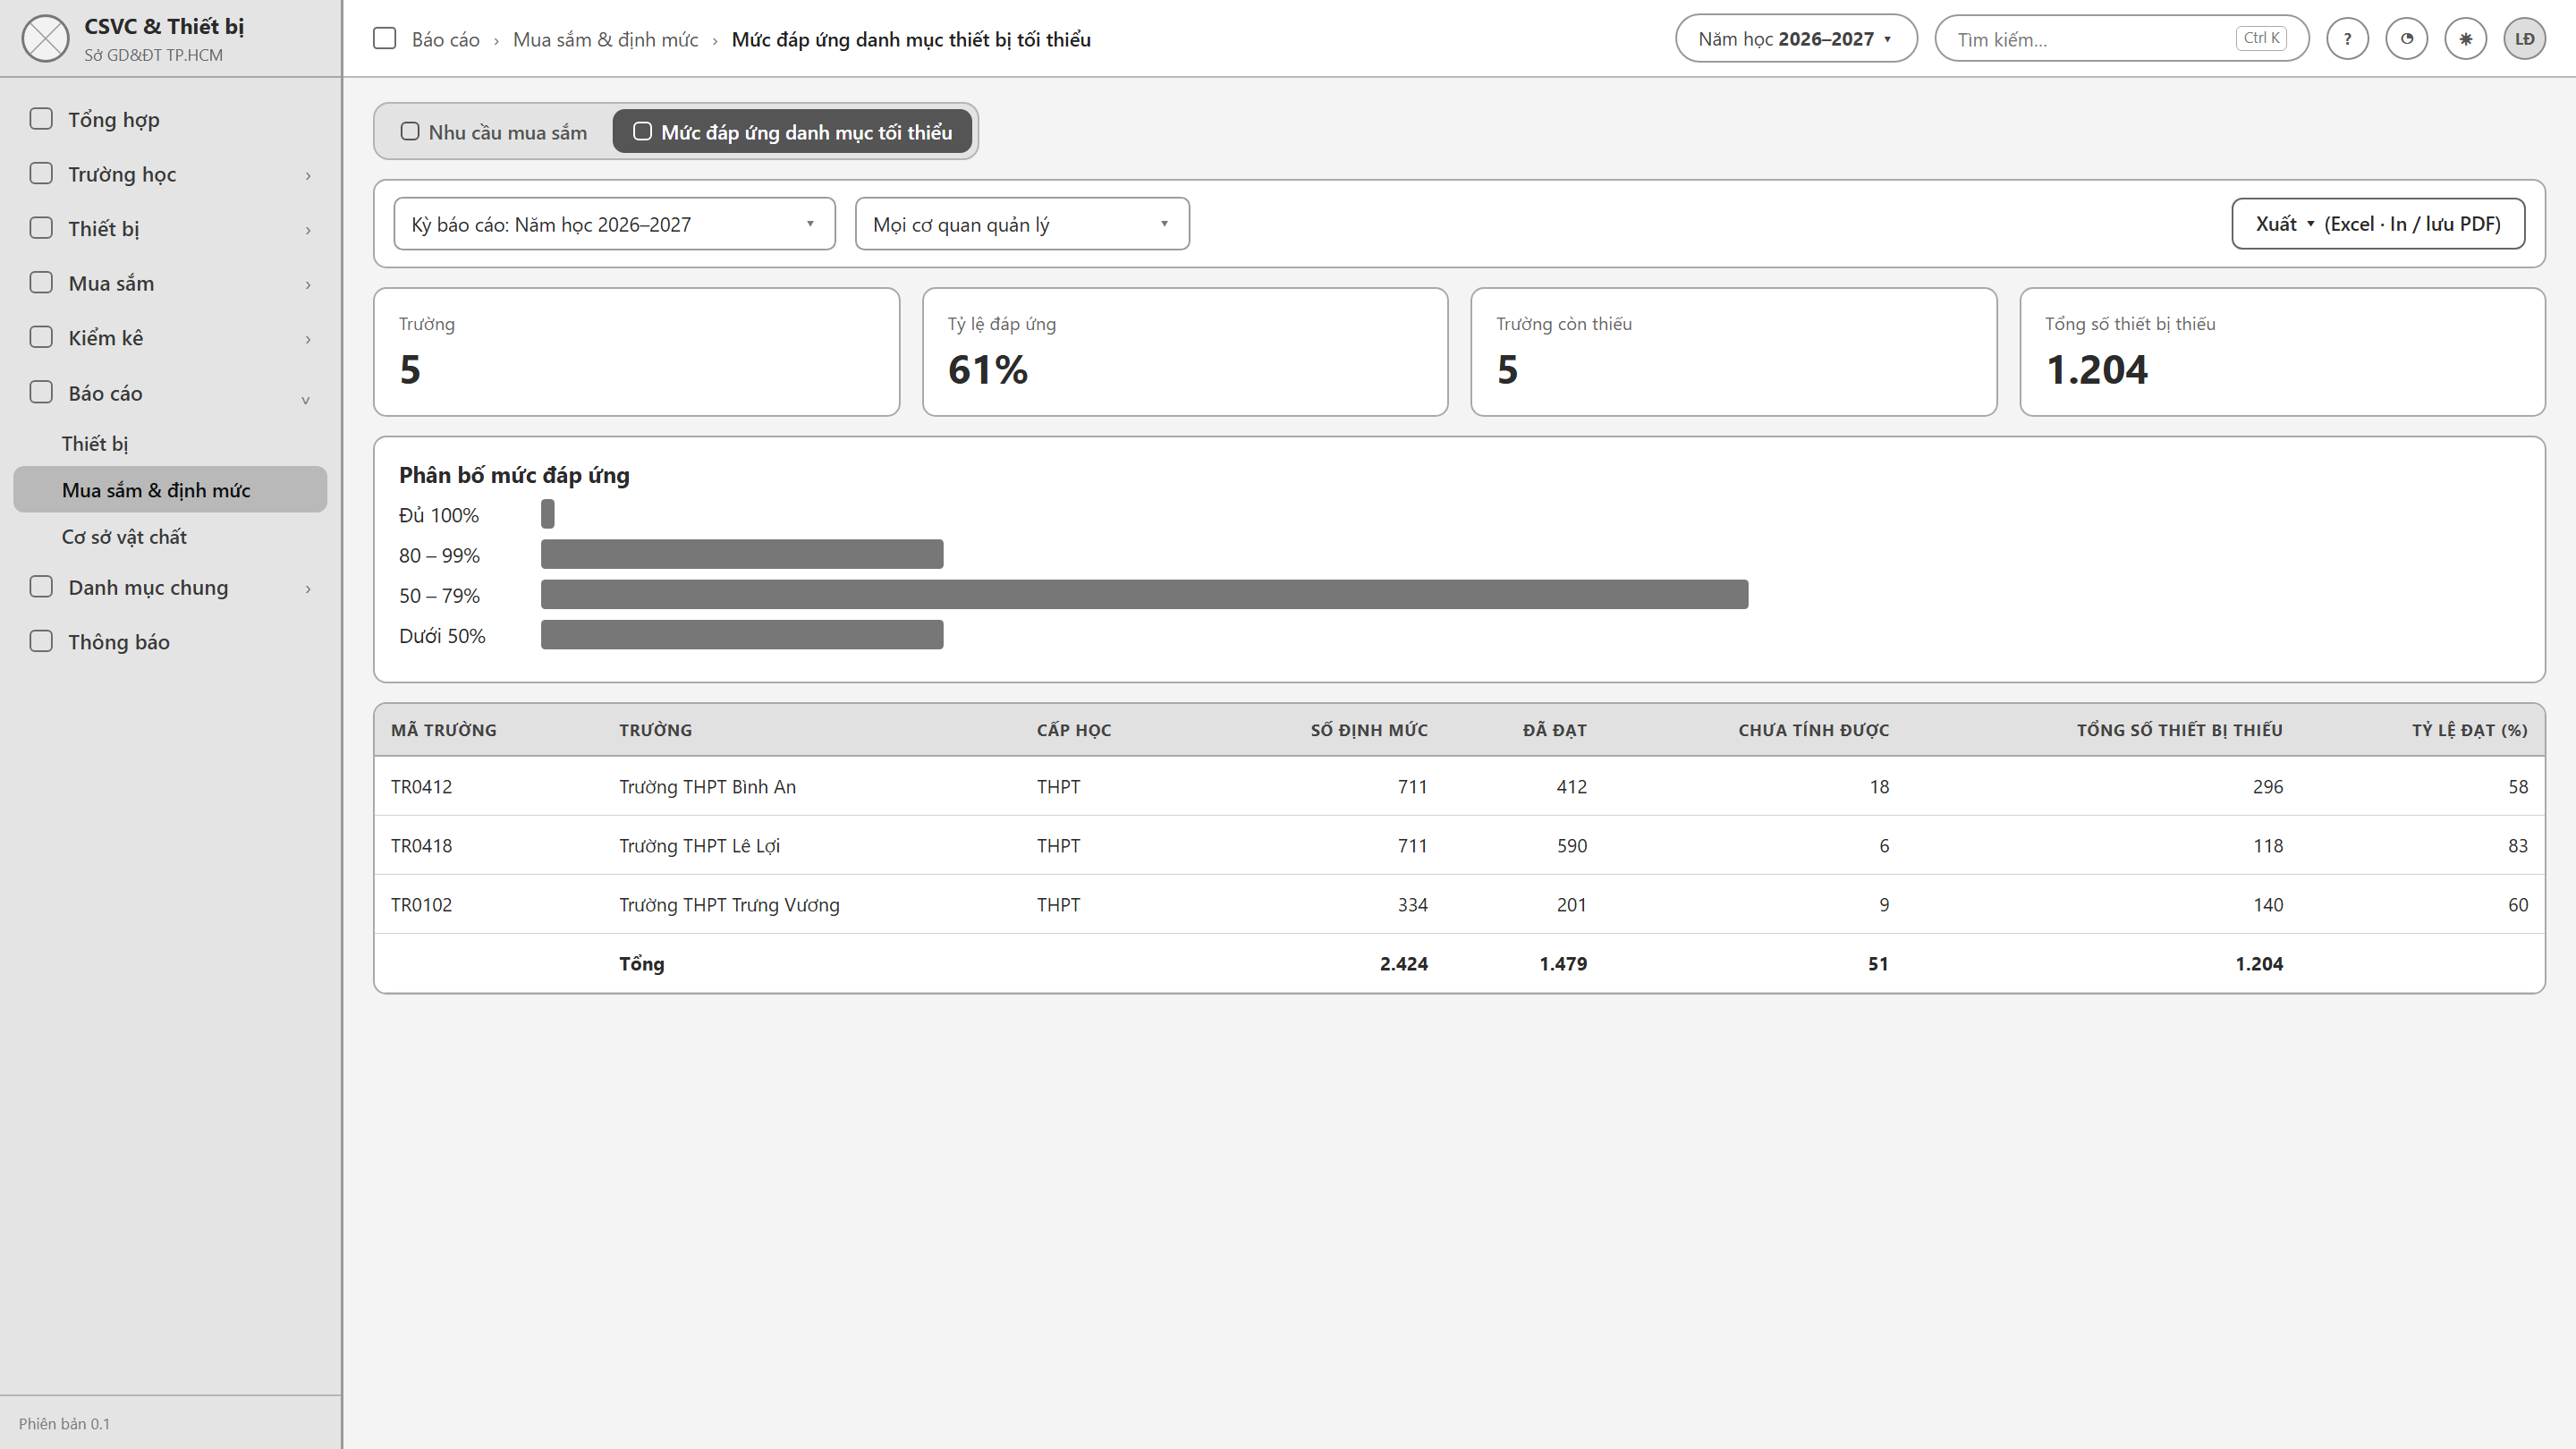 CSVC & Thiết bị
Sở GD&ĐT TP.HCM
Tổng hợp
Trường học
Thiết bị
Mua sắm
Kiểm kê
Báo cáo
Thiết bị
Mua sắm & định mức
Cơ sở vật chất
Danh mục chung
Thông báo
Phiên bản 0.1
Báo cáo › Mua sắm & định mức › Mức đáp ứng danh mục thiết bị tối thiểu
Năm học 2026–2027
Tìm kiếm... Ctrl K
?
LĐ
Nhu cầu mua sắm
Mức đáp ứng danh mục tối thiểu
Kỳ báo cáo: Năm học 2026–2027
Mọi cơ quan quản lý
Xuất ▾ (Excel · In / lưu PDF)
Trường
5
Tỷ lệ đáp ứng
61%
Trường còn thiếu
5
Tổng số thiết bị thiếu
1.204
Phân bố mức đáp ứng
Đủ 100%
80 – 99%
50 – 79%
Dưới 50%
MÃ TRƯỜNG TRƯỜNG CẤP HỌC SỐ ĐỊNH MỨC ĐÃ ĐẠT CHƯA TÍNH ĐƯỢC TỔNG SỐ THIẾT BỊ THIẾU TỶ LỆ ĐẠT (%)
TR0412 Trường THPT Bình An THPT 711 412 18 296 58
TR0418 Trường THPT Lê Lợi THPT 711 590 6 118 83
TR0102 Trường THPT Trưng Vương THPT 334 201 9 140 60
Tổng 2.424 1.479 51 1.204